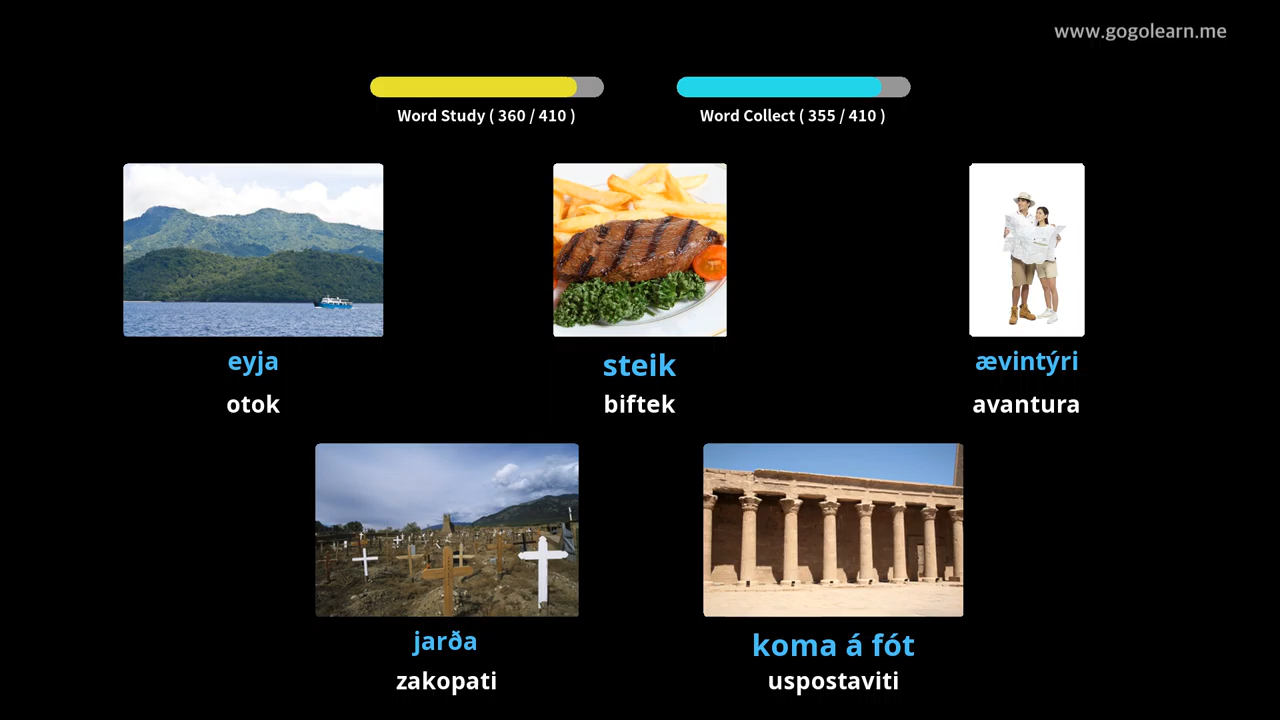 www.gogolearn.me
Word Study ( 360 / 410 )
Word Collect ( 355 / 410 )
eyja
steik
ævintýri
otok
biftek
avantura
jarða
koma á fót
zakopati
uspostaviti